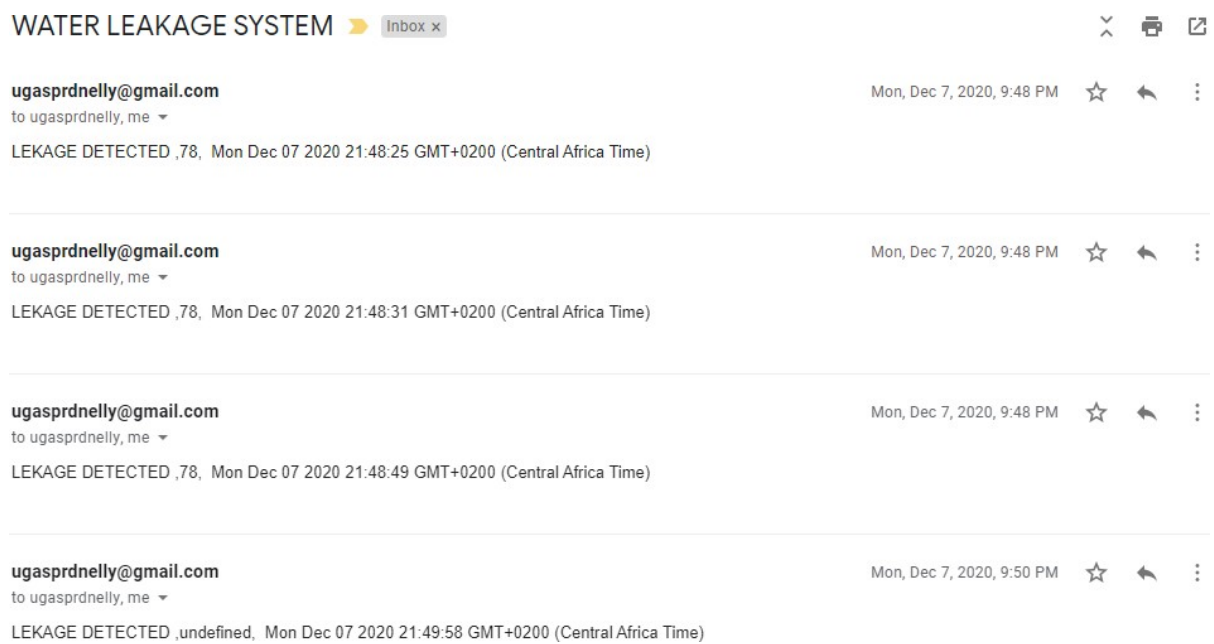 WATER LEAKAGE SYSTEM Inbox x
ugasprdnelly@gmail.com Mon, Dec 7, 2020, 9:48 PM
to ugasprdnelly, me
LEKAGE DETECTED ,78, Mon Dec 07 2020 21:48:25 GMT+0200 (Central Africa Time)
ugasprdnelly@gmail.com Mon, Dec 7, 2020, 9:48 PM
to ugasprdnelly, me
LEKAGE DETECTED ,78, Mon Dec 07 2020 21:48:31 GMT+0200 (Central Africa Time)
ugasprdnelly@gmail.com Mon, Dec 7, 2020, 9:48 PM
to ugasprdnelly, me
LEKAGE DETECTED ,78, Mon Dec 07 2020 21:48:49 GMT+0200 (Central Africa Time)
ugasprdnelly@gmail.com Mon, Dec 7, 2020, 9:50 PM
to ugasprdnelly, me
LEKAGE DETECTED ,undefined, Mon Dec 07 2020 21:49:58 GMT+0200 (Central Africa Time)